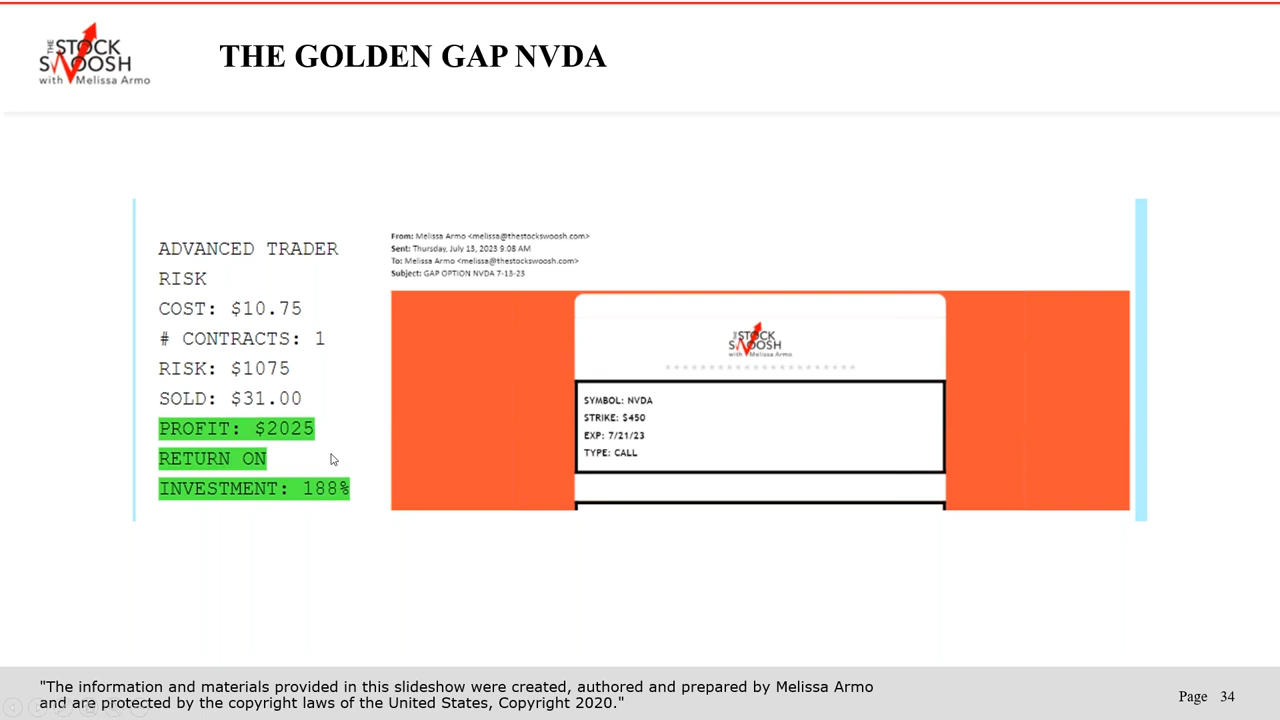 THE STOCK
SWOOSH
with Melissa Armo
THE GOLDEN GAP NVDA
ADVANCED TRADER
RISK
COST: $10.75
# CONTRACTS: 1
RISK: $1075
SOLD: $31.00
PROFIT: $2025
RETURN ON
INVESTMENT: 188%
From: Melissa Armo <melissa@thestockswoosh.com>
Sent: Thursday, July 13, 2023 9:08 AM
To: Melissa Armo <melissa@thestockswoosh.com>
Subject: GAP OPTION NVDA 7-13-23
THE STOCK
SWOOSH
with Melissa Armo
SYMBOL: NVDA
STRIKE: $450
EXP: 7/21/23
TYPE: CALL
"The information and materials provided in this slideshow were created, authored and prepared by Melissa Armo
and are protected by the copyright laws of the United States, Copyright 2020."
Page 34